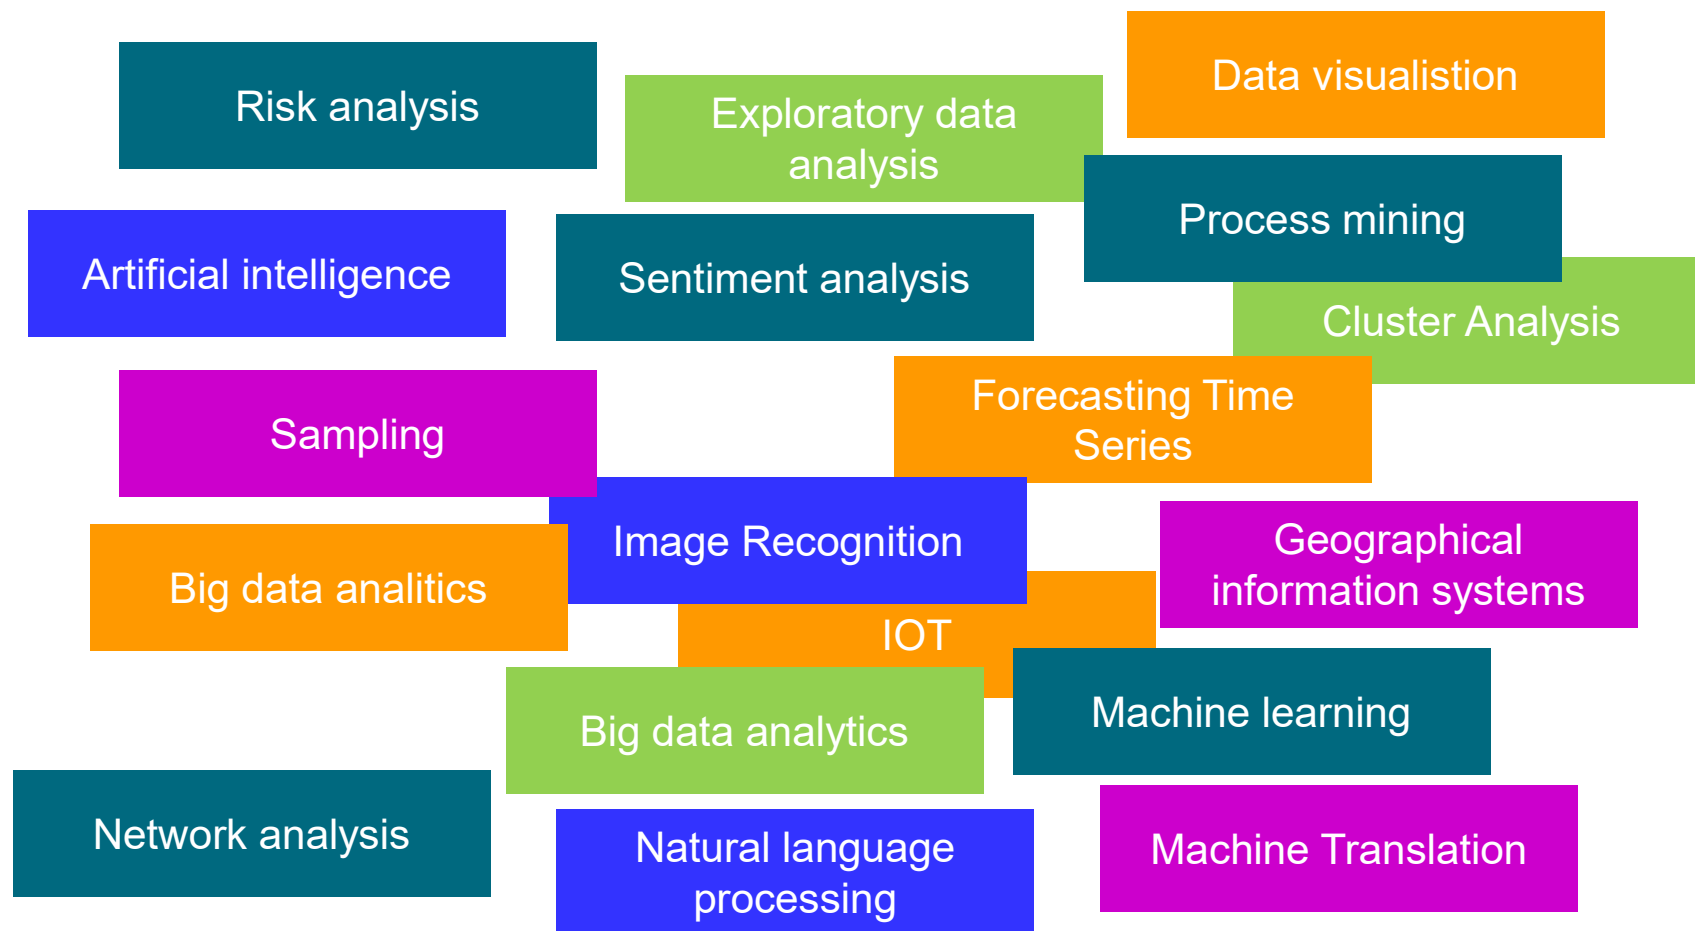 Data visualistion
Risk analysis
Exploratory data
analysis
Process mining
Artificial intelligence
Sentiment analysis
Cluster Analysis
Forecasting Time
Series
Sampling
Image Recognition
Geographical
information systems
Big data analitics
IOT
Machine learning
Big data analytics
Network analysis
Natural language
processing
Machine Translation